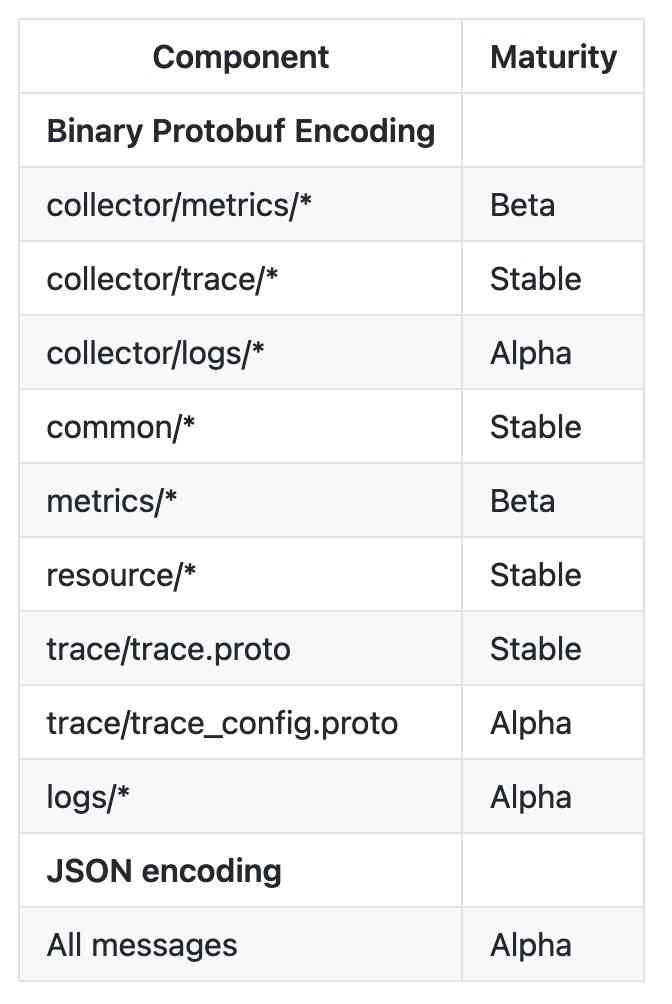 Component Maturity
Binary Protobuf Encoding
collector/metrics/* Beta
collector/trace/* Stable
collector/logs/* Alpha
common/* Stable
metrics/* Beta
resource/* Stable
trace/trace.proto Stable
trace/trace_config.proto Alpha
logs/* Alpha
JSON encoding
All messages Alpha